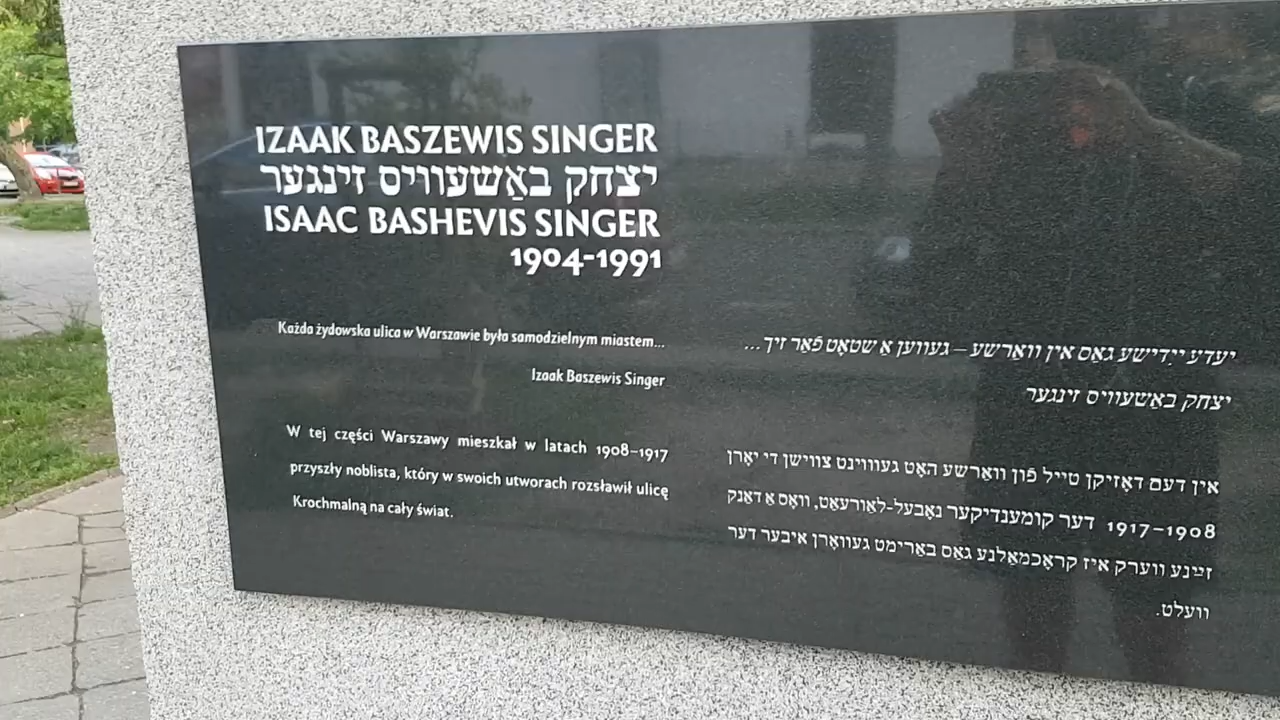 IZAAK BASZEWIS SINGER
יצחק באַשעוויס זינגער
ISAAC BASHEVIS SINGER
1904-1991
Każda żydowska ulica w Warszawie była samodzielnym miastem...
Izaak Baszewis Singer
W tej części Warszawy mieszkał w latach 1908–1917
przyszły noblista, który w swoich utworach rozsławił ulicę
Krochmalną na cały świat.
יעדע ייִדישע גאַס אין וואַרשע – געווען אַ שטאָט פֿאַר זיך...
יצחק באַשעוויס זינגער
אין דעם דאָזיקן טייל פֿון וואַרשע האָט געוווינט צווישן די יאָרן
1908–1917 דער קומענדיקער נאָבעל-לאַורעאַט, וואָס אַ דאַנק
זײַנע ווערק איז קראָכמאַלנע גאַס באַרימט געוואָרן איבער דער
וועלט.